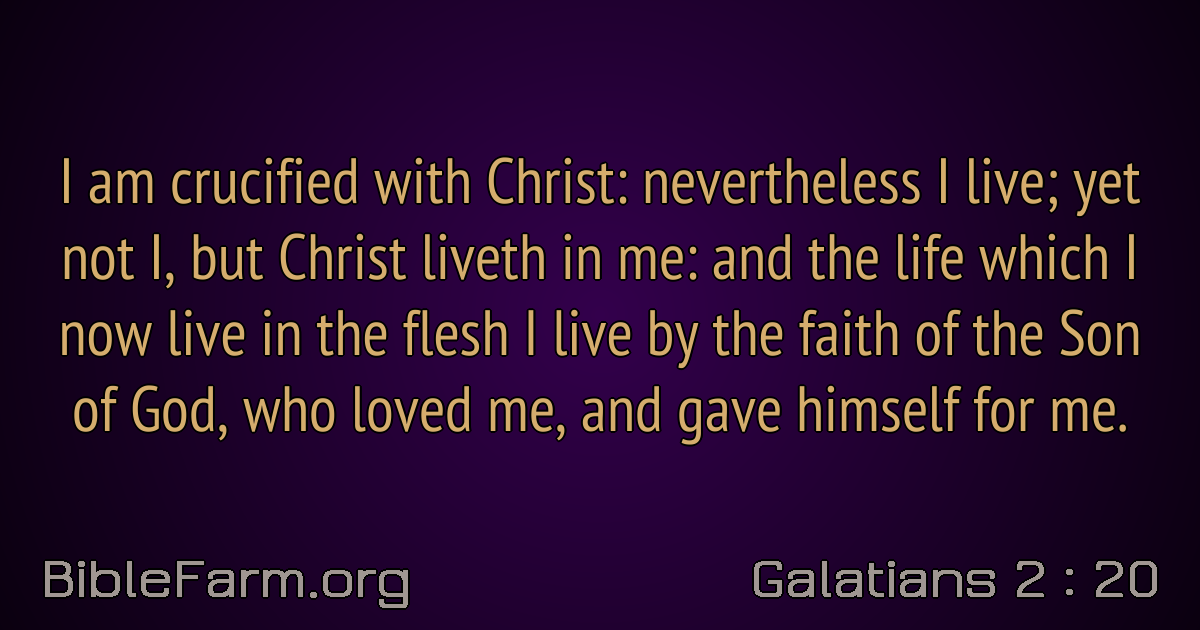 I am crucified with Christ: nevertheless I live; yet
not I, but Christ liveth in me: and the life which I
now live in the flesh I live by the faith of the Son
of God, who loved me, and gave himself for me.
BibleFarm.org
Galatians 2 : 20